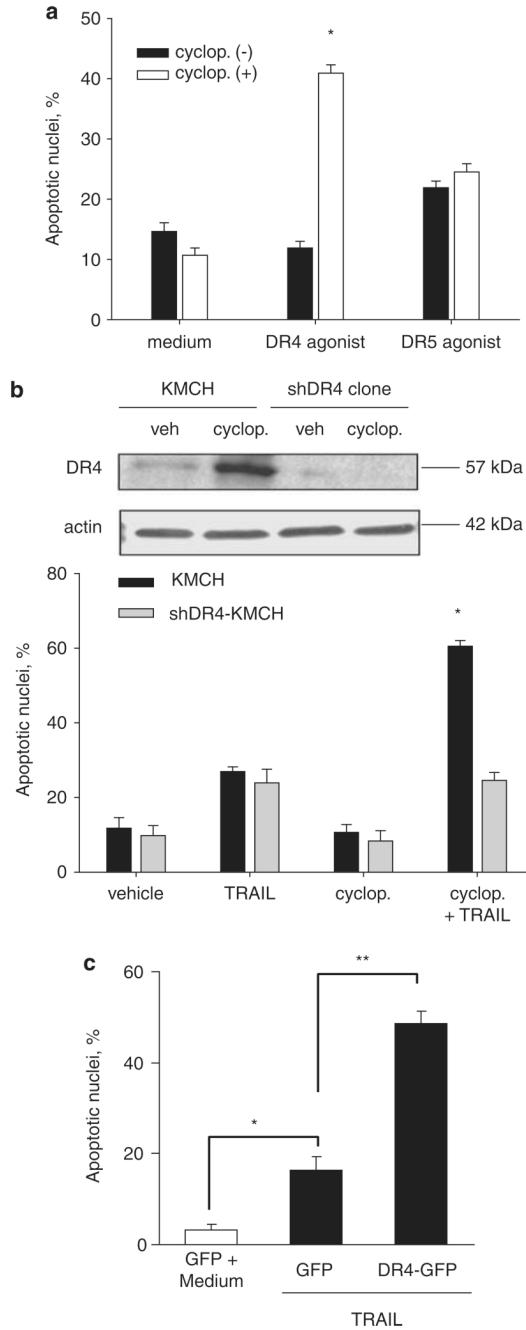 a
50
40
30
20
10
0
Apoptotic nuclei, %
cyclop. (-)
cyclop. (+)
*
medium
DR4 agonist
DR5 agonist
b
KMCH
shDR4 clone
veh
cyclop.
veh
cyclop.
DR4
57 kDa
actin
42 kDa
80
60
40
20
0
Apoptotic nuclei, %
KMCH
shDR4-KMCH
*
vehicle
TRAIL
cyclop.
cyclop.
+ TRAIL
c
60
40
20
0
Apoptotic nuclei, %
*
**
GFP +
Medium
GFP
DR4-GFP
TRAIL